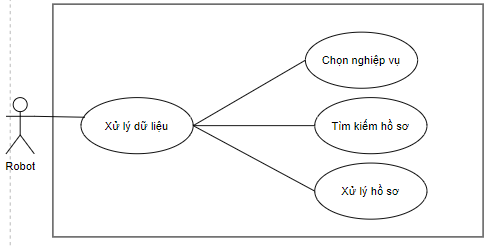 Chọn nghiệp vụ
Xử lý dữ liệu
Tìm kiếm hồ sơ
Robot
Xử lý hồ sơ